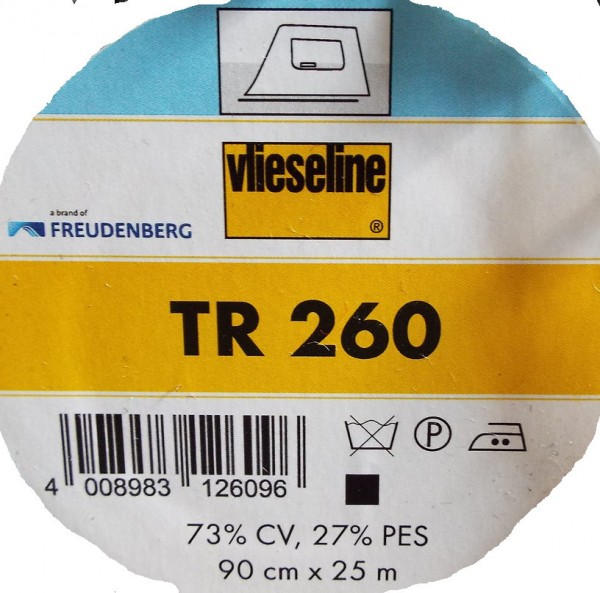 vlieseline
®
a brand of
FREUDENBERG
TR 260
P
4 008983 126096
73% CV, 27% PES
90 cm x 25 m